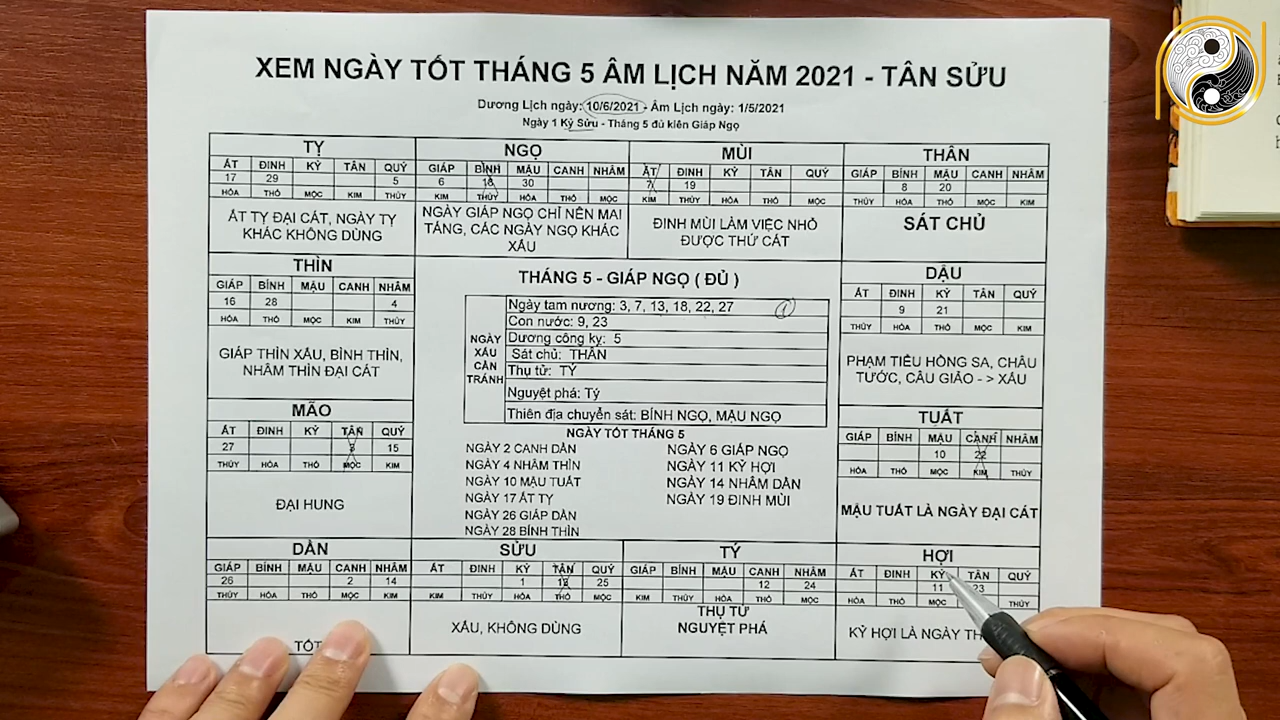 XEM NGÀY TỐT THÁNG 5 ÂM LỊCH NĂM 2021 - TÂN SỬU
Dương Lịch ngày: 10/6/2021 - Âm Lịch ngày: 1/5/2021
Ngày 1 Kỷ Sửu - Tháng 5 đủ kiến Giáp Ngọ
TỴ
ẤT ĐINH KỶ TÂN QUÝ
17 29 5
HỎA THỔ MỘC KIM THỦY
ẤT TỴ ĐẠI CÁT, NGÀY TỴ
KHÁC KHÔNG DÙNG
NGỌ
GIÁP BÍNH MẬU CANH NHÂM
6 18 30
KIM THỦY HỎA THỔ MỘC
NGÀY GIÁP NGỌ CHỈ NÊN MAI
TÁNG, CÁC NGÀY NGỌ KHÁC
XẤU
MÙI
ẤT ĐINH KỶ TÂN QUÝ
7 19
KIM THỦY HỎA THỔ MỘC
ĐINH MÙI LÀM VIỆC NHỎ
ĐƯỢC THỨ CÁT
THÂN
GIÁP BÍNH MẬU CANH NHÂM
8 20
THỦY HỎA THỔ MỘC KIM
SÁT CHỦ
THÌN
GIÁP BÍNH MẬU CANH NHÂM
16 28 4
HỎA THỔ MỘC KIM THỦY
GIÁP THÌN XẤU, BÍNH THÌN,
NHÂM THÌN ĐẠI CÁT
THÁNG 5 - GIÁP NGỌ ( ĐỦ )
NGÀY
XẤU
CẦN
TRÁNH
Ngày tam nương: 3, 7, 13, 18, 22, 27
Con nước: 9, 23
Dương công kỵ: 5
Sát chủ: THÂN
Thụ tử: TÝ
Nguyệt phá: Tý
Thiên địa chuyển sát: BÍNH NGỌ, MẬU NGỌ
NGÀY TỐT THÁNG 5
NGÀY 2 CANH DẦN NGÀY 6 GIÁP NGỌ
NGÀY 4 NHÂM THÌN NGÀY 11 KỶ HỢI
NGÀY 10 MẬU TUẤT NGÀY 14 NHÂM DẦN
NGÀY 17 ẤT TỴ NGÀY 19 ĐINH MÙI
NGÀY 26 GIÁP DẦN
NGÀY 28 BÍNH THÌN
DẬU
ẤT ĐINH KỶ TÂN QUÝ
9 21
THỦY HỎA THỔ MỘC KIM
PHẠM TIỂU HỒNG SA, CHÂU
TƯỚC, CÂU GIẢO - > XẤU
MÃO
ẤT ĐINH KỶ TÂN QUÝ
27 3 15
THỦY HỎA THỔ MỘC KIM
ĐẠI HUNG
TUẤT
GIÁP BÍNH MẬU CANH NHÂM
10 22
HỎA THỔ MỘC KIM THỦY
MẬU TUẤT LÀ NGÀY ĐẠI CÁT
DẦN
GIÁP BÍNH MẬU CANH NHÂM
26 2 14
THỦY HỎA THỔ MỘC KIM
TỐT
SỬU
ẤT ĐINH KỶ TÂN QUÝ
1 13 25
KIM THỦY HỎA THỔ MỘC
XẤU, KHÔNG DÙNG
TÝ
GIÁP BÍNH MẬU CANH NHÂM
12 24
KIM THỦY HỎA THỔ MỘC
THỤ TỬ
NGUYỆT PHÁ
HỢI
ẤT ĐINH KỶ TÂN QUÝ
11 23
HỎA THỔ MỘC THỦY
KỶ HỢI LÀ NGÀY TH